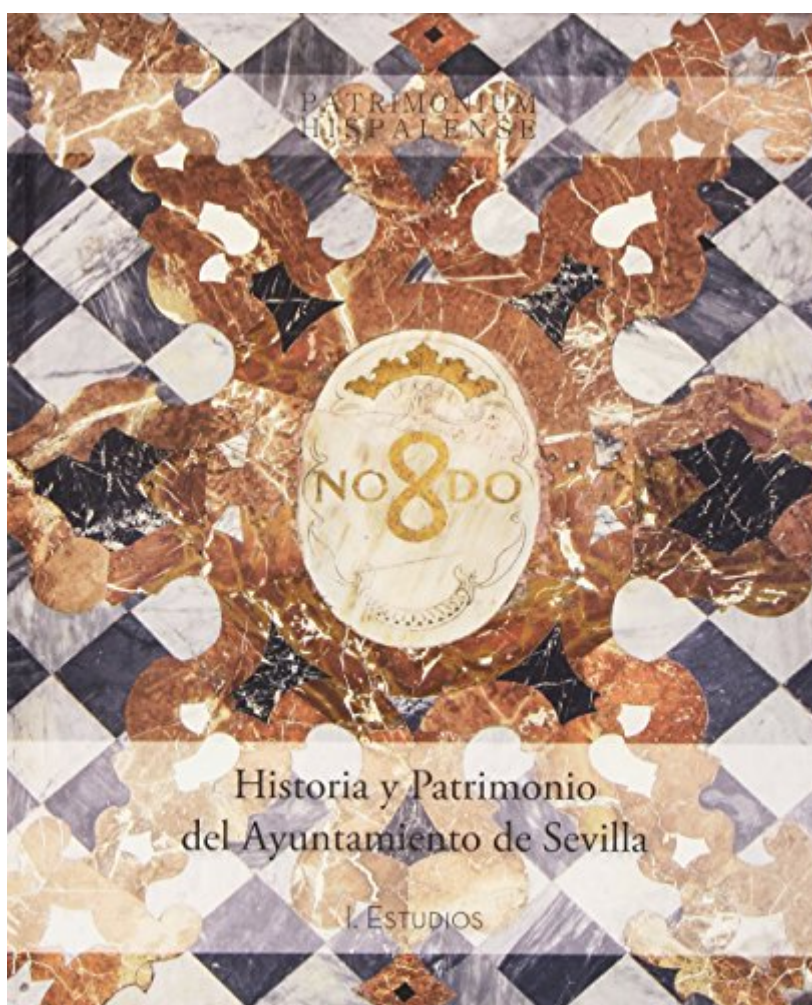 PATRIMONIUM
HISPALENSE
NO8DO
Historia y Patrimonio
del Ayuntamiento de Sevilla
I. ESTUDIOS